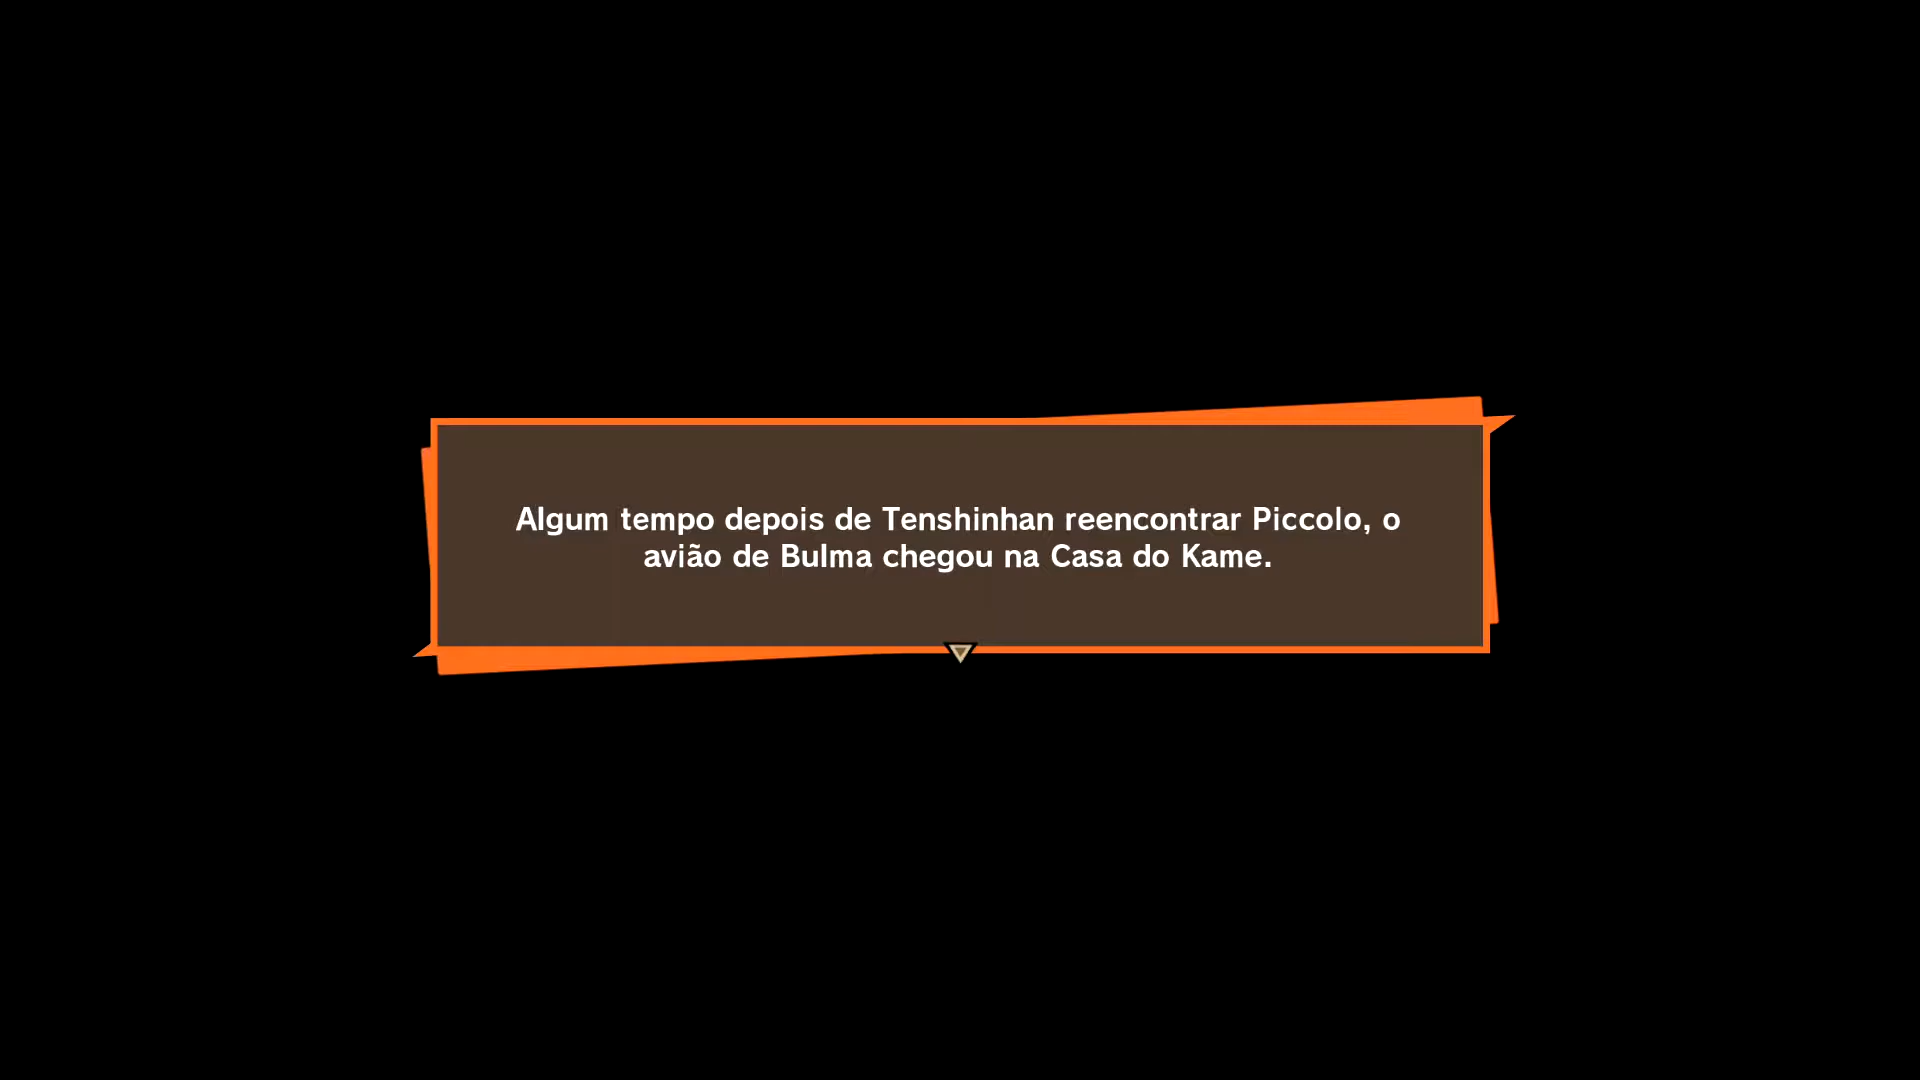 Algum tempo depois de Tenshinhan reencontrar Piccolo, o
avião de Bulma chegou na Casa do Kame.